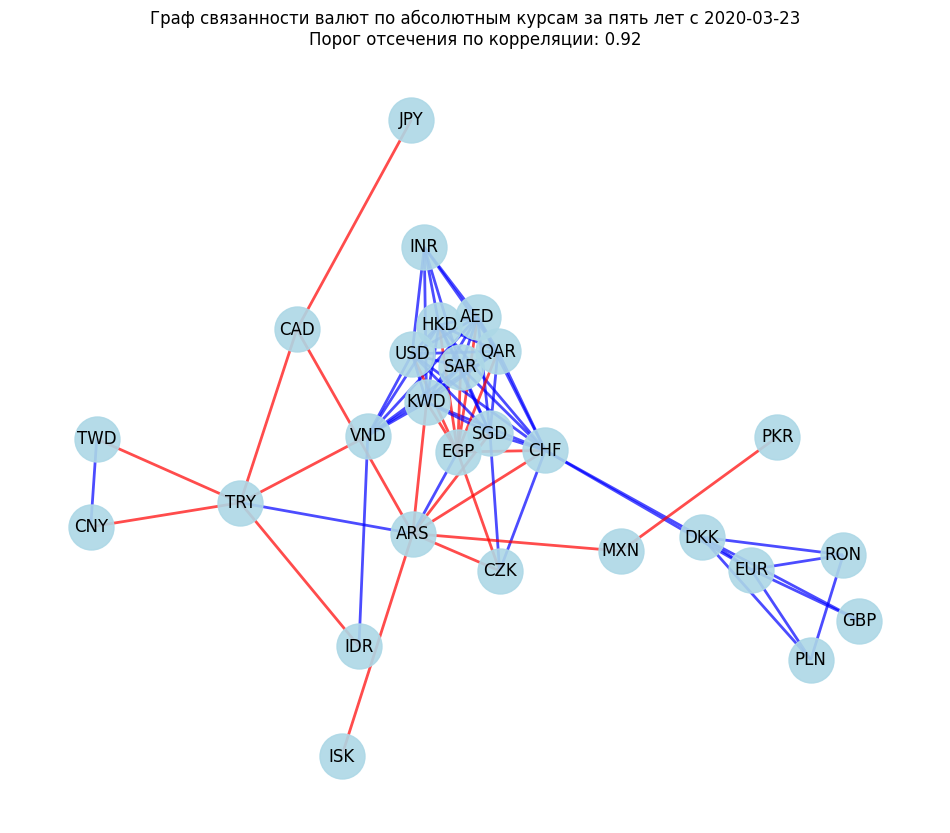 Граф связанности валют по абсолютным курсам за пять лет с 2020-03-23
Порог отсечения по корреляции: 0.92
JPY
INR
AED
HKD
CAD
USD
QAR
SAR
KWD
VND
SGD
TWD
PKR
EGP
CHF
TRY
CNY
ARS
DKK
MXN
RON
CZK
EUR
GBP
IDR
PLN
ISK